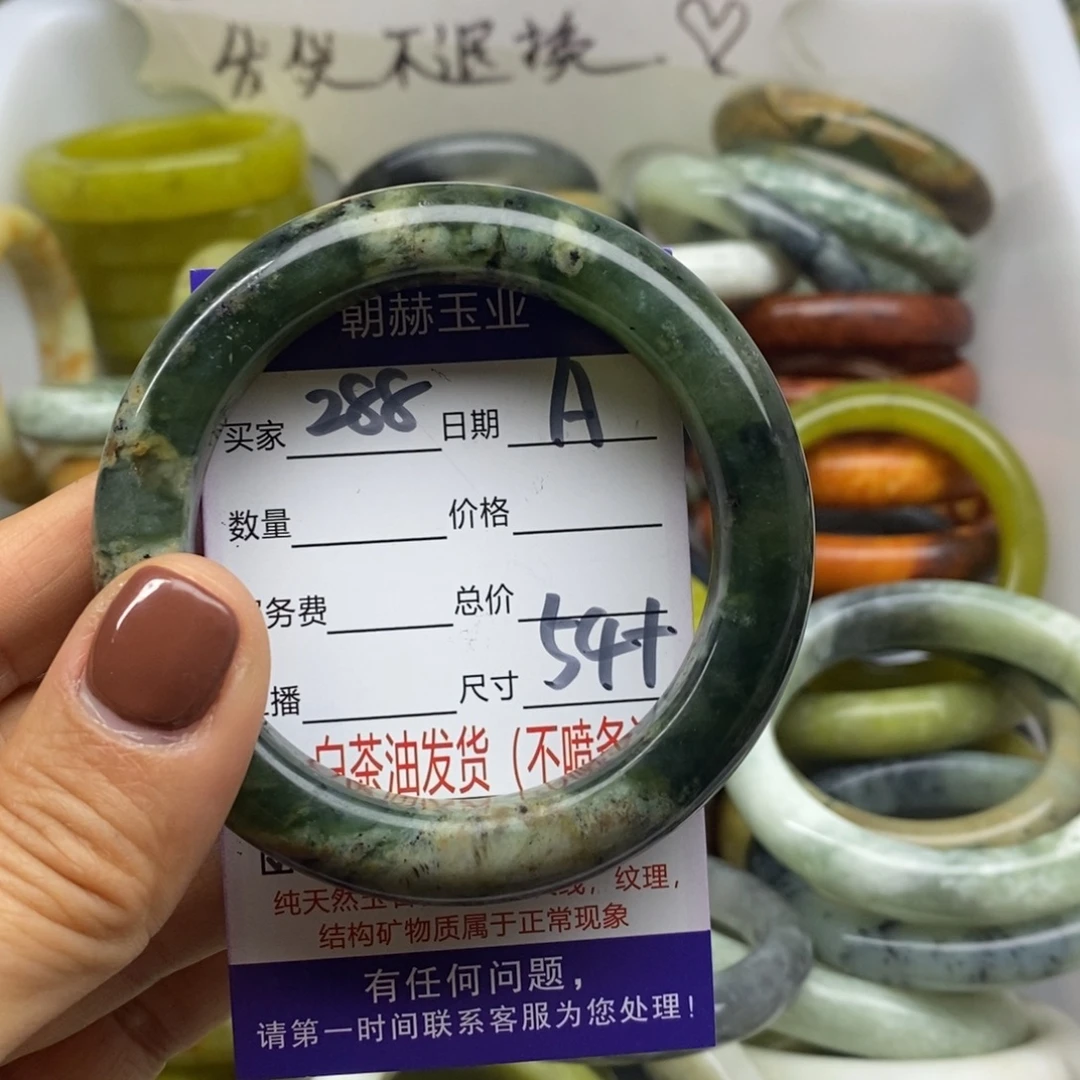 不退换
朝赫玉业
买家 288 日期 A
数量 价格
务费 总价
播 尺寸 54+
白茶油发货（不喷
纯天然玉 纹理，
结构矿物质属于正常现象
有任何问题，
请第一时间联系客服为您处理！